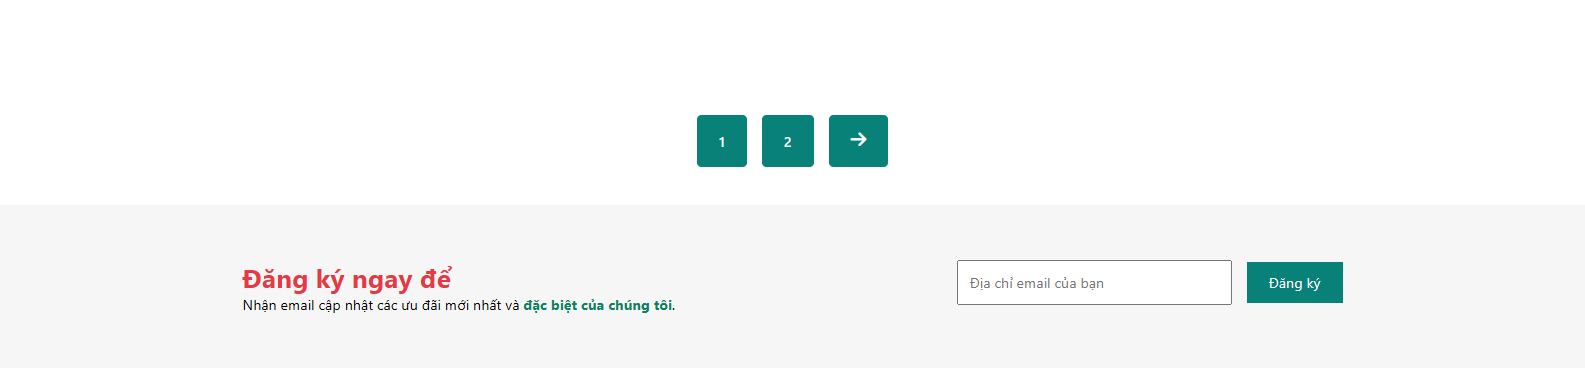 1 2
Đăng ký ngay để
Nhận email cập nhật các ưu đãi mới nhất và đặc biệt của chúng tôi.
Địa chỉ email của bạn
Đăng ký